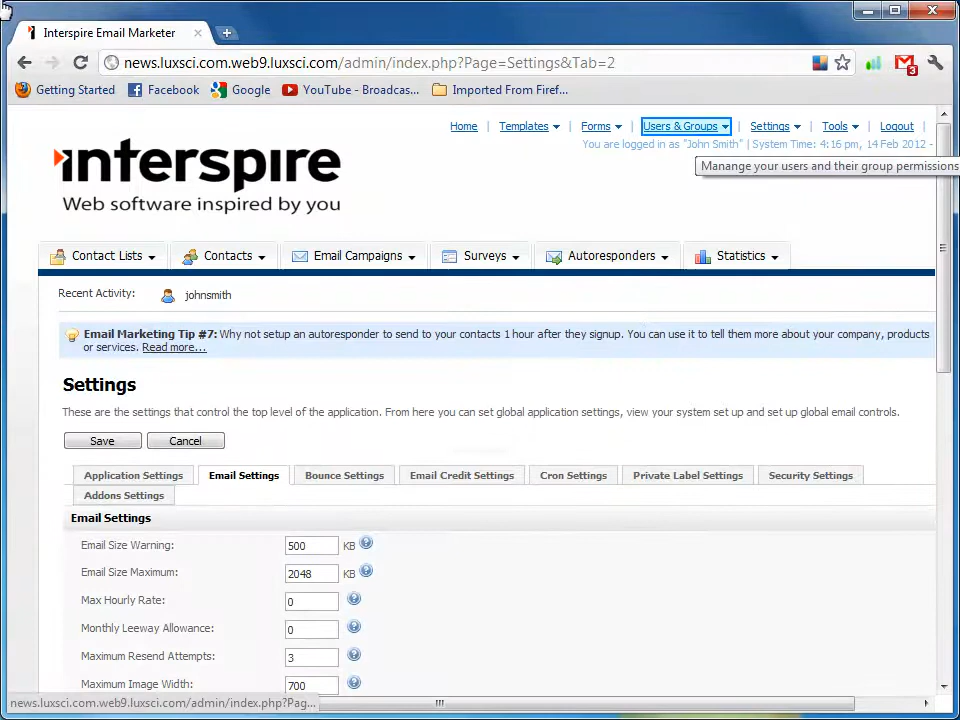 Interspire Email Marketer
news.luxsci.com.web9.luxsci.com/admin/index.php?Page=Settings&Tab=2
3
Getting Started Facebook Google YouTube - Broadcas... Imported From Firef...
Home | Templates | Forms | Users & Groups | Settings | Tools | Logout |
You are logged in as "John Smith" | System Time: 4:16 pm, 14 Feb 2012 -
Manange your users and their group permissions
interspire
Web software inspired by you
Contact Lists Contacts Email Campaigns Surveys Autoresponders Statistics
Recent Activity: johnsmith
Email Marketing Tip #7: Why not setup an autoresponder to send to your contacts 1 hour after they signup. You can use it to tell them more about your company, products
or services. Read more...
Settings
These are the settings that control the top level of the application. From here you can set global application settings, view your system set up and set up global email controls.
Save Cancel
Application Settings Email Settings Bounce Settings Email Credit Settings Cron Settings Private Label Settings Security Settings
Addons Settings
Email Settings
Email Size Warning: 500 KB
Email Size Maximum: 2048 KB
Max Hourly Rate: 0
Monthly Leeway Allowance: 0
Maximum Resend Attempts: 3
Maximum Image Width: 700
news.luxsci.com.web9.luxsci.com/admin/index.php?Pag...